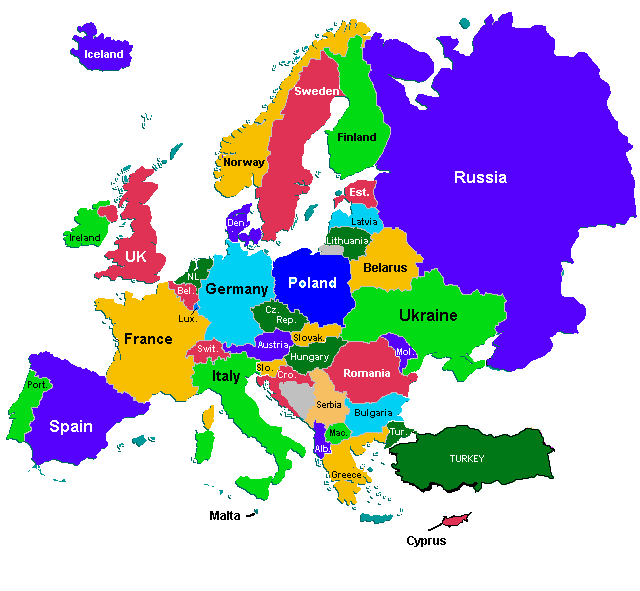 Iceland
Sweden
Finland
Norway
Russia
Est.
Den.
Latvia
Ireland
Lithuania
UK
Belarus
NL
Germany
Poland
Bel.
Lux.
Cz.
Rep.
Ukraine
France
Slovak.
Swit.
Austria
Mol.
Hungary
Italy
Slo.
Cro.
Romania
Port.
Serbia
Bulgaria
Spain
Mac.
Tur
Alb.
TURKEY
Greece
Malta
Cyprus